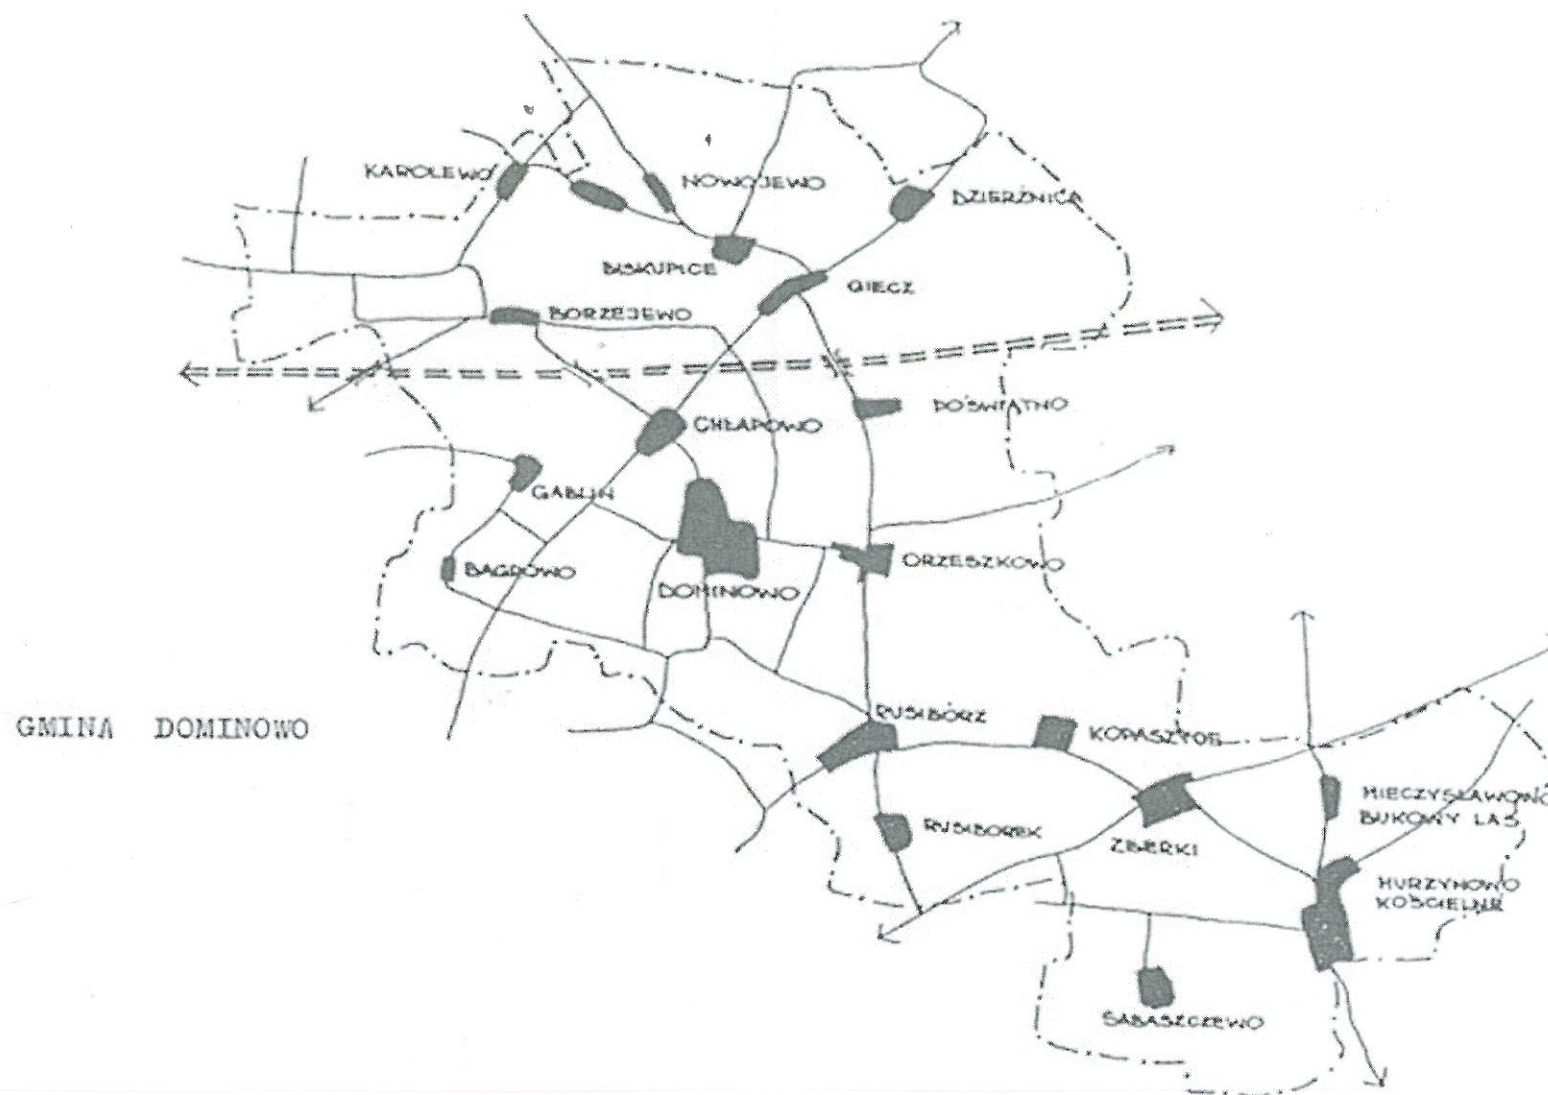 KAROLEWO
NOWOJEWO
DZIERŻNICA
BISKUPICE
GIECZ
BORZEJEWO
CHŁAPOWO
POŚWIĄTNO
GABLIN
BAGROWO
DOMINOWO
ORZESZKOWO
GMINA DOMINOWO
RUSIBÓRZ
KOPASZYCE
MIECZYSŁAWOWO
BUKOWY LAS
RUSIBOREK
ZBERKI
MURZYNOWO
KOŚCIELNE
SABASZCZEWO